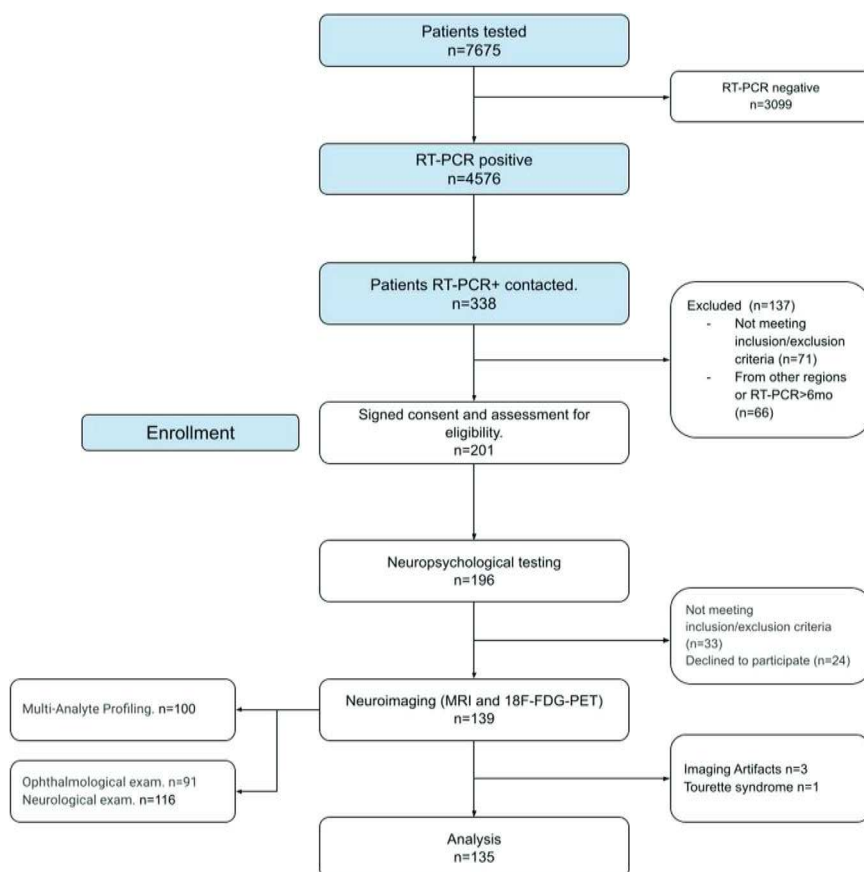 Patients tested
n=7675
RT-PCR negative
n=3099
RT-PCR positive
n=4576
Patients RT-PCR+ contacted.
n=338
Excluded (n=137)
- Not meeting
inclusion/exclusion
criteria (n=71)
- From other regions
or RT-PCR>6mo
(n=66)
Enrollment
Signed consent and assessment for
eligibility.
n=201
Neuropsychological testing
n=196
Not meeting
inclusion/exclusion criteria
(n=33)
Declined to participate (n=24)
Neuroimaging (MRI and 18F-FDG-PET)
n=139
Multi-Analyte Profiling. n=100
Ophthalmological exam. n=91
Neurological exam. n=116
Imaging Artifacts n=3
Tourette syndrome n=1
Analysis
n=135